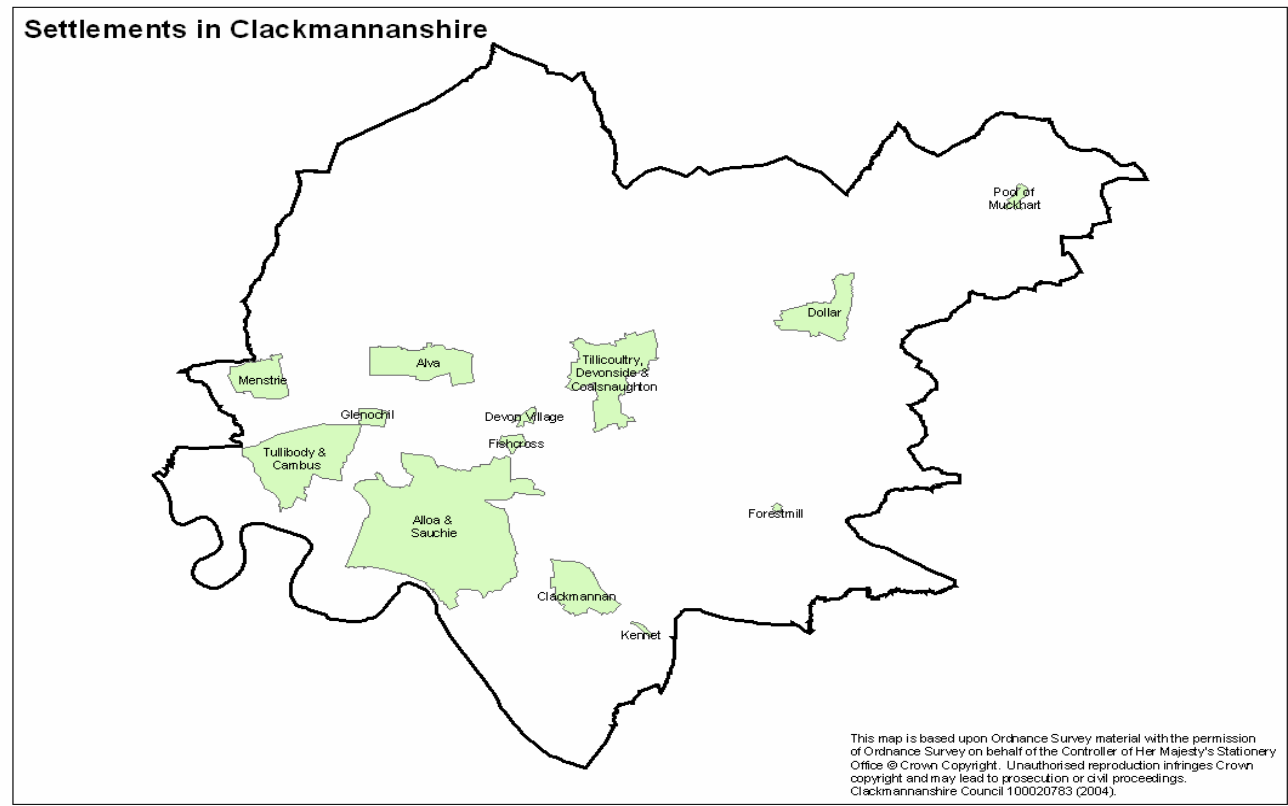 Settlements in Clackmannanshire
Pool of
Muckhart
Dollar
Tillicoultry,
Devonside &
Coalsnaughton
Alva
Menstrie
Glenochil
Devon Village
Fishcross
Tullibody &
Cambus
Alloa &
Sauchie
Forestmill
Clackmannan
Kennet
This map is based upon Ordnance Survey material with the permission
of Ordnance Survey on behalf of the Controller of Her Majesty's Stationery
Office © Crown Copyright. Unauthorised reproduction infringes Crown
copyright and may lead to prosecution or civil proceedings.
Clackmannanshire Council 100020783 (2004).